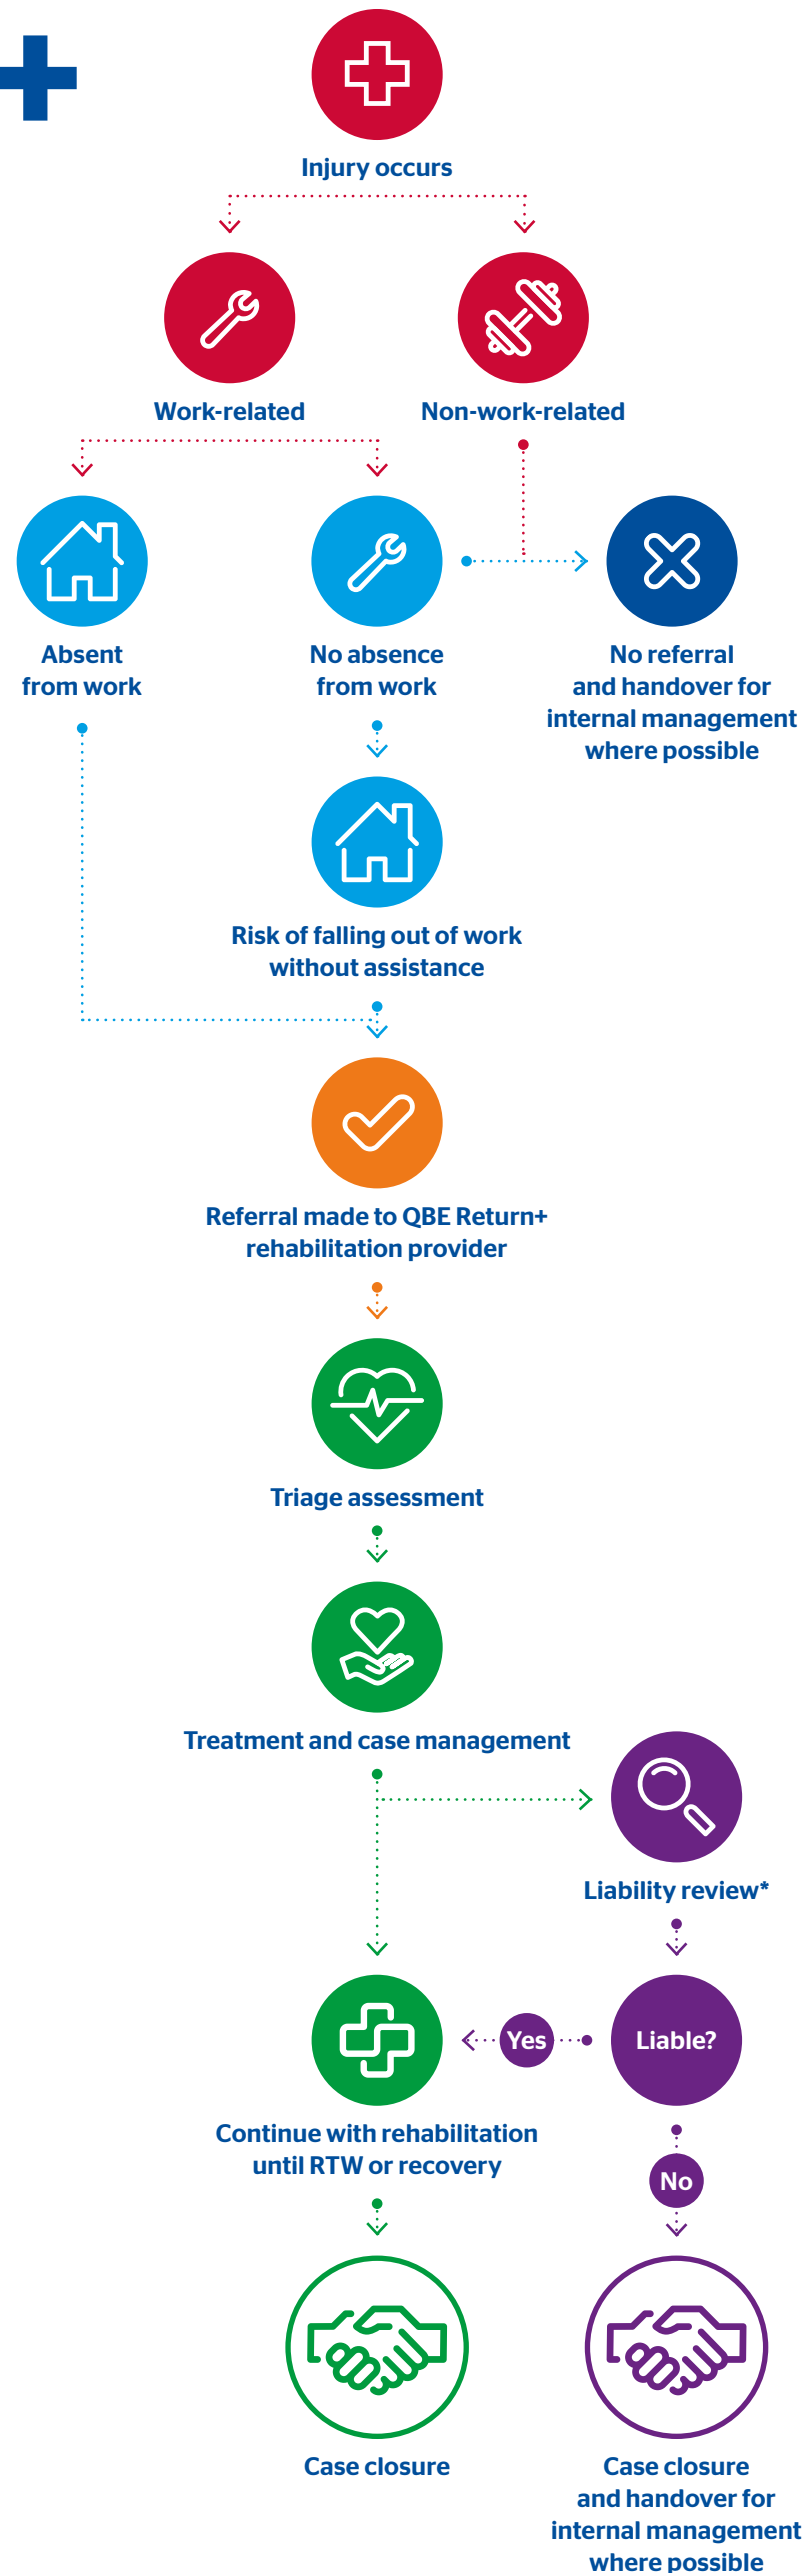 Injury occurs
Work-related
Non-work-related
Absent
from work
No absence
from work
No referral
and handover for
internal management
where possible
Risk of falling out of work
without assistance
Referral made to QBE Return+
rehabilitation provider
Triage assessment
Treatment and case management
Liability review*
Yes
Liable?
Continue with rehabilitation
until RTW or recovery
No
Case closure
Case closure
and handover for
internal management
where possible